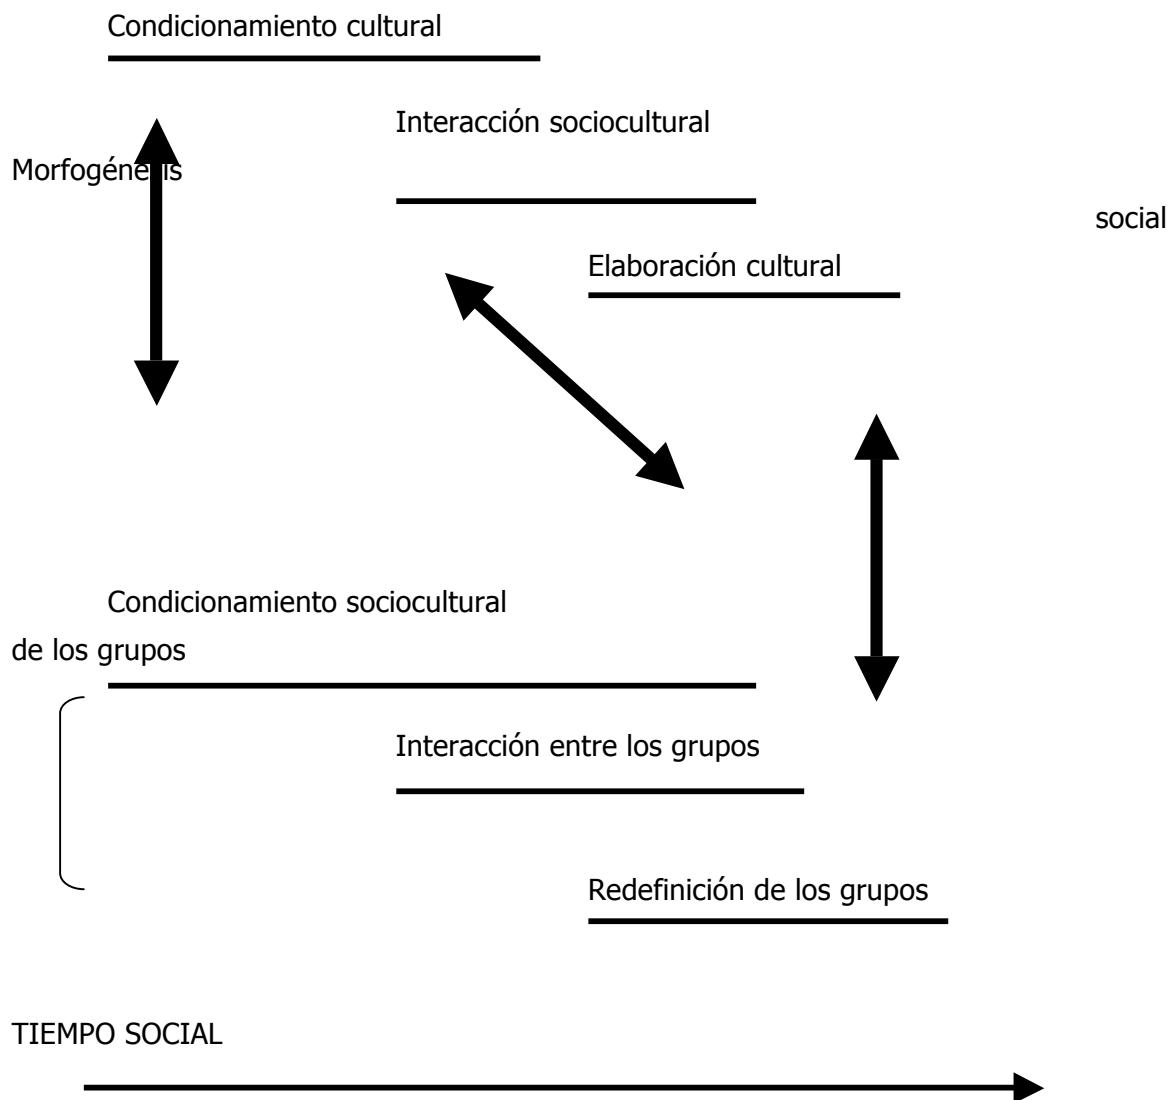 Condicionamiento cultural
Interacción sociocultural
Morfogénesis
social
Elaboración cultural
Condicionamiento sociocultural
de los grupos
Interacción entre los grupos
Redefinición de los grupos
TIEMPO SOCIAL